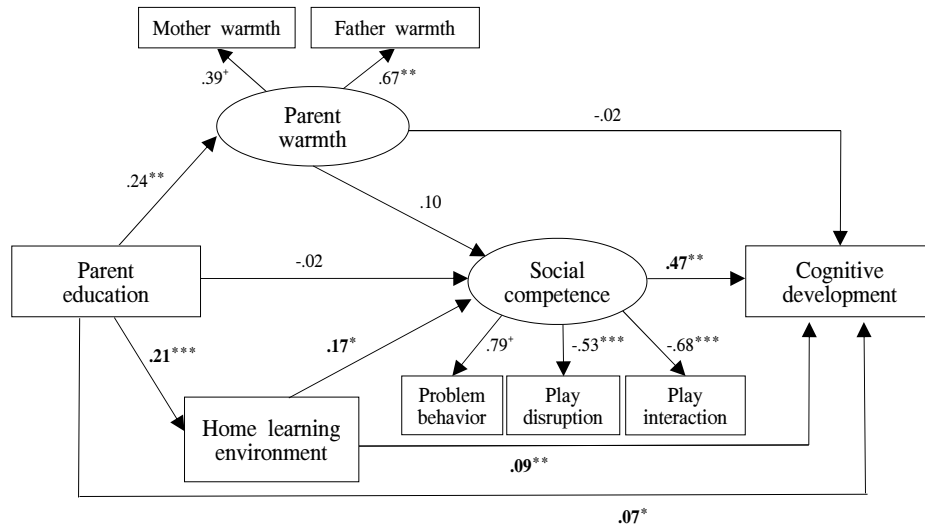 Mother warmth
Father warmth
.39+
.67**
Parent
warmth
-.02
.24**
.10
Parent
education
-.02
Social
competence
.47**
Cognitive
development
.21***
.17*
.79+
-.53***
-.68***
Problem
behavior
Play
disruption
Play
interaction
Home learning
environment
.09**
.07*